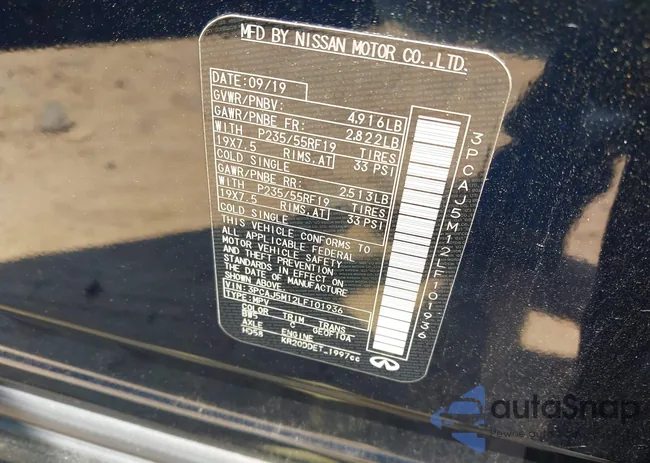 MFD BY NISSAN MOTOR CO.,LTD.
DATE: 09/19
GVWR/PNBV: 4,916LB
GAWR/PNBE FR: 2,822LB
WITH P235/55RF19 TIRES
19X7.5 RIMS,AT 33 PSI
COLD SINGLE
GAWR/PNBE RR: 2513LB
WITH P235/55RF19 TIRES
19X7.5 RIMS,AT 33 PSI
COLD SINGLE
THIS VEHICLE CONFORMS TO
ALL APPLICABLE FEDERAL
MOTOR VEHICLE SAFETY
AND THEFT PREVENTION
STANDARDS IN EFFECT ON
THE DATE OF MANUFACTURE
SHOWN ABOVE.
VIN:3PCAJ5M12LF101936
TYPE:MPV
COLOR TRIM TRANS
C GEOF10A
AXLE ENGINE
KR20DDET_1997cc
3PCAJ5M12LF101936
autaSnap